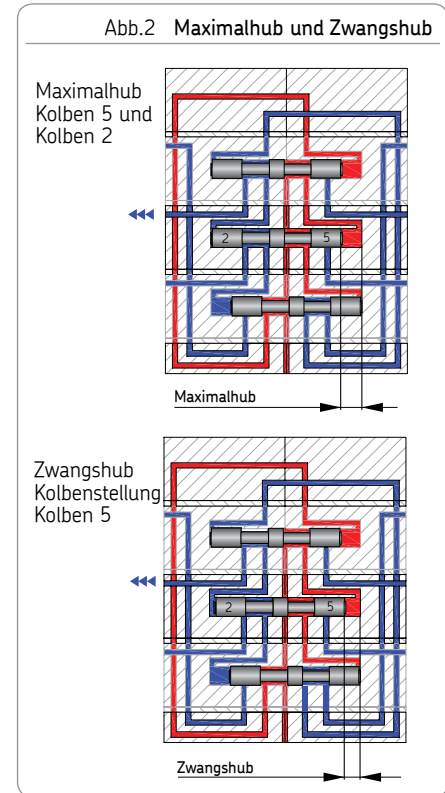 Abb.2 Maximalhub und Zwangshub
Maximalhub
Kolben 5 und
Kolben 2
2 5
Maximalhub
Zwangshub
Kolbenstellung
Kolben 5
2 5
Zwangshub